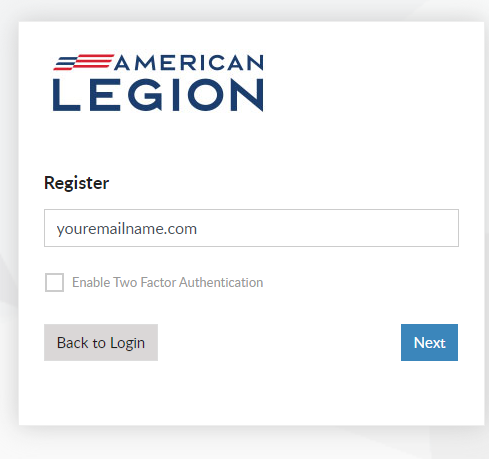 AMERICAN
LEGION
Register
youremailname.com
Enable Two Factor Authentication
Back to Login
Next